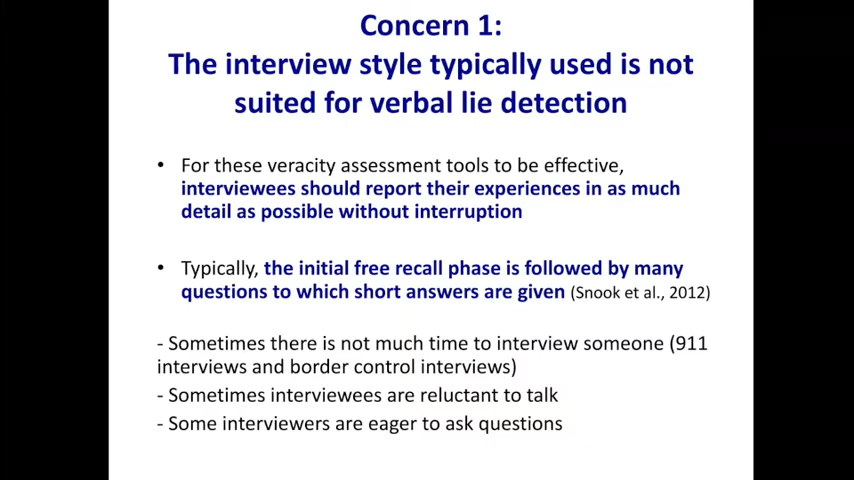 Concern 1:
The interview style typically used is not
suited for verbal lie detection
• For these veracity assessment tools to be effective,
interviewees should report their experiences in as much
detail as possible without interruption
• Typically, the initial free recall phase is followed by many
questions to which short answers are given (Snook et al., 2012)
- Sometimes there is not much time to interview someone (911
interviews and border control interviews)
- Sometimes interviewees are reluctant to talk
- Some interviewers are eager to ask questions